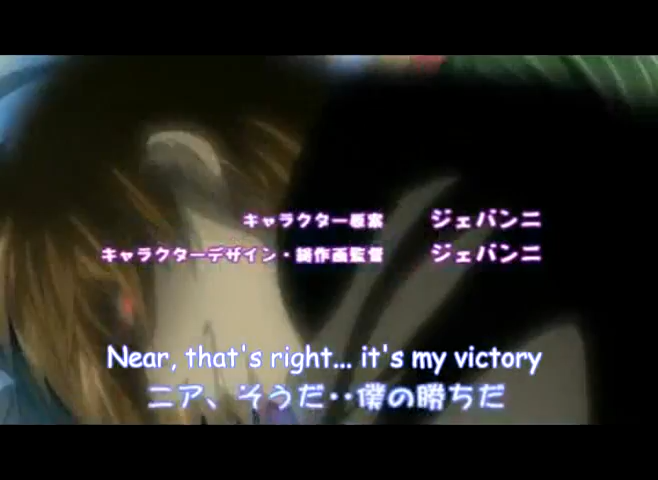 キャラクター原案 ジェバンニ
キャラクターデザイン・総作画監督 ジェバンニ
Near, that's right... it's my victory
ニア、そうだ‥僕の勝ちだ